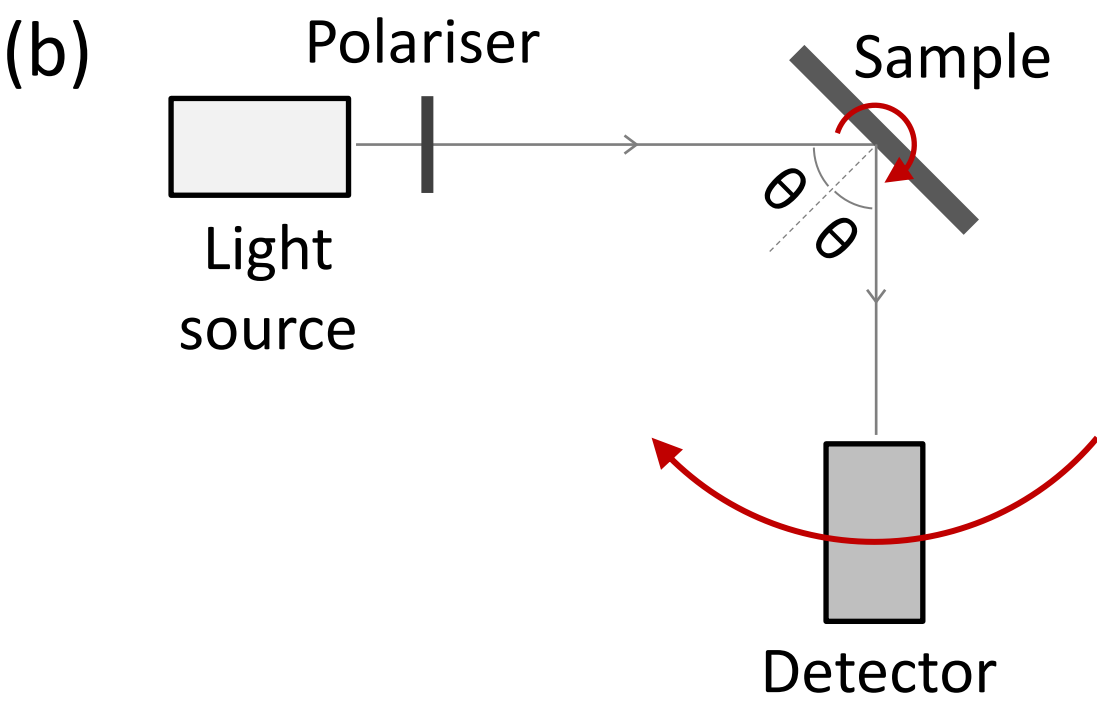 (b)
Polariser
Sample
Light
source
θ
θ
Detector